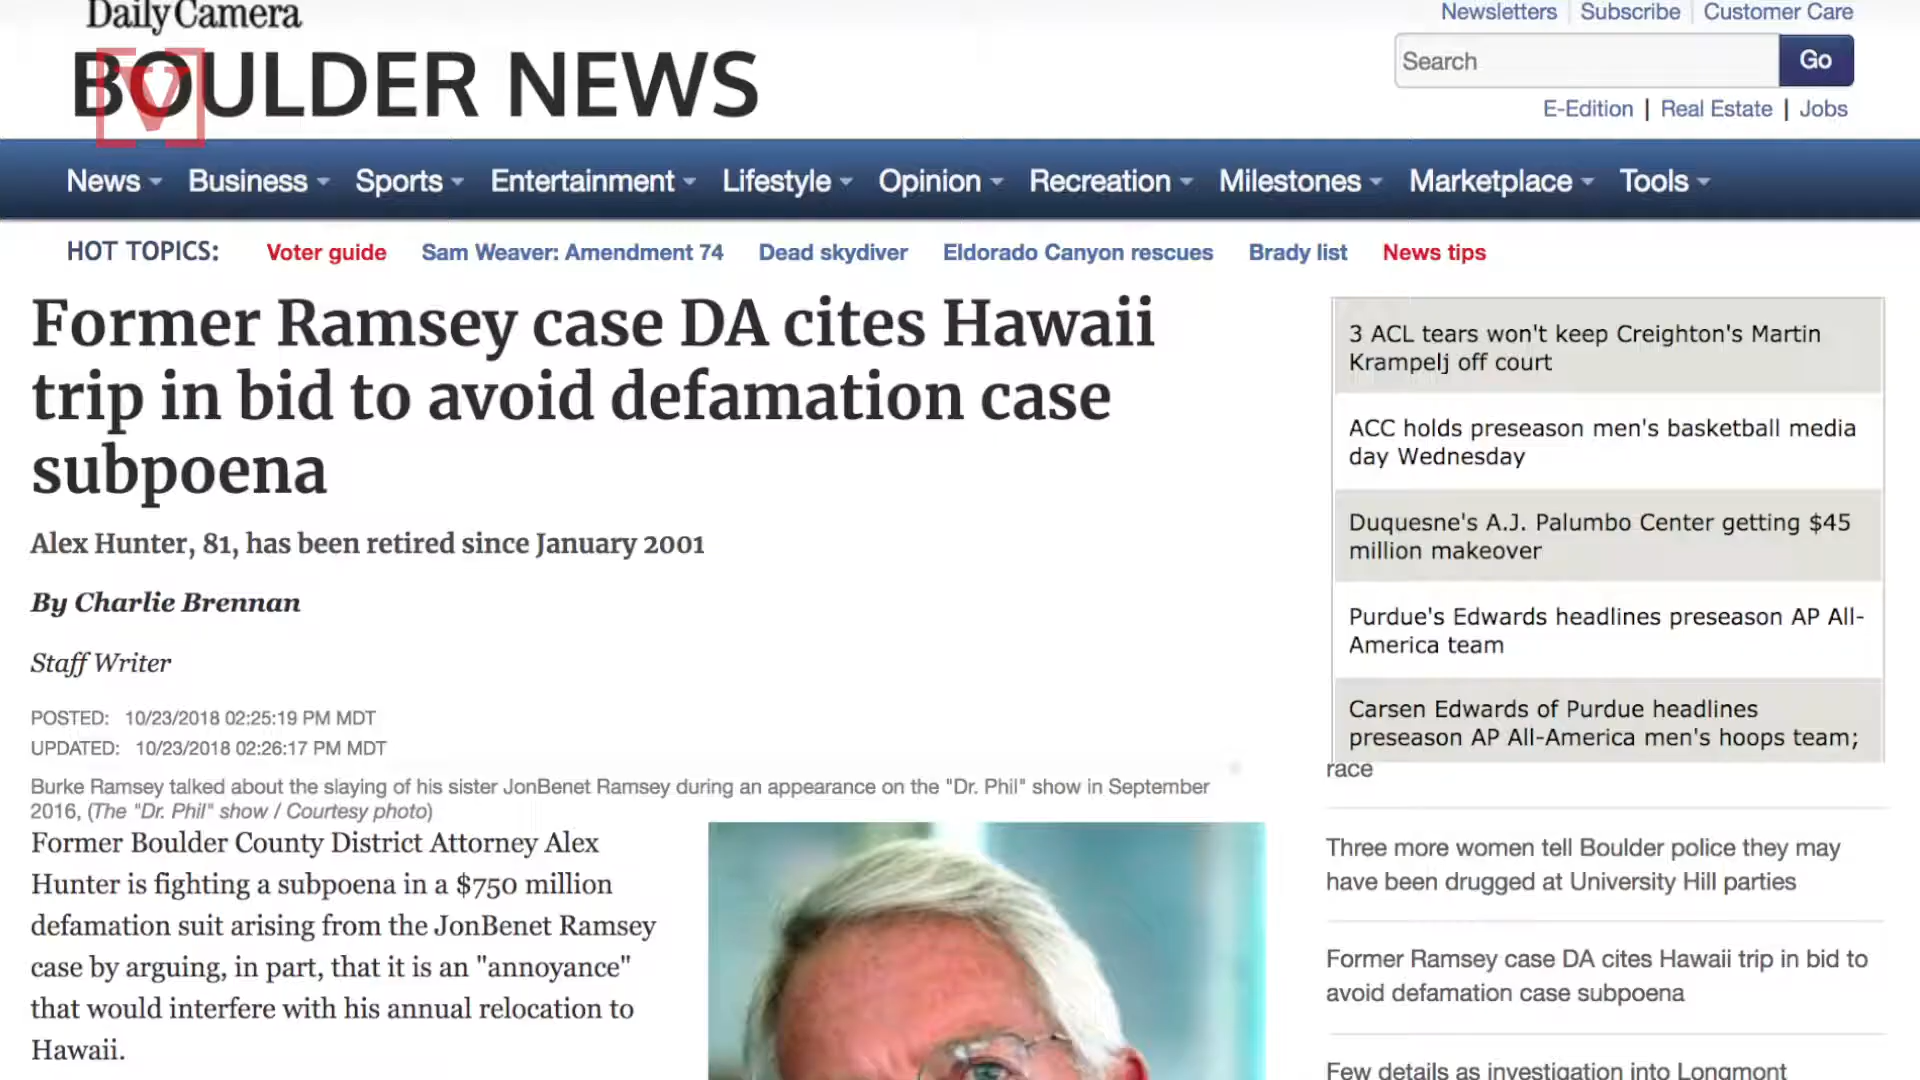 Daily Camera
BOULDER NEWS
V
Newsletters Subscribe Customer Care
Search Go
E-Edition | Real Estate | Jobs
News Business Sports Entertainment Lifestyle Opinion Recreation Milestones Marketplace Tools
HOT TOPICS: Voter guide Sam Weaver: Amendment 74 Dead skydiver Eldorado Canyon rescues Brady list News tips
Former Ramsey case DA cites Hawaii
trip in bid to avoid defamation case
subpoena
Alex Hunter, 81, has been retired since January 2001
By Charlie Brennan
Staff Writer
POSTED: 10/23/2018 02:25:19 PM MDT
UPDATED: 10/23/2018 02:26:17 PM MDT
Burke Ramsey talked about the slaying of his sister JonBenet Ramsey during an appearance on the "Dr. Phil" show in September
2016, (The "Dr. Phil" show / Courtesy photo)
Former Boulder County District Attorney Alex
Hunter is fighting a subpoena in a $750 million
defamation suit arising from the JonBenet Ramsey
case by arguing, in part, that it is an "annoyance"
that would interfere with his annual relocation to
Hawaii.
3 ACL tears won't keep Creighton's Martin
Krampelj off court
ACC holds preseason men's basketball media
day Wednesday
Duquesne's A.J. Palumbo Center getting $45
million makeover
Purdue's Edwards headlines preseason AP All-
America team
Carsen Edwards of Purdue headlines
preseason AP All-America men's hoops team;
race
Three more women tell Boulder police they may
have been drugged at University Hill parties
Former Ramsey case DA cites Hawaii trip in bid to
avoid defamation case subpoena
Few details as investigation into Longmont